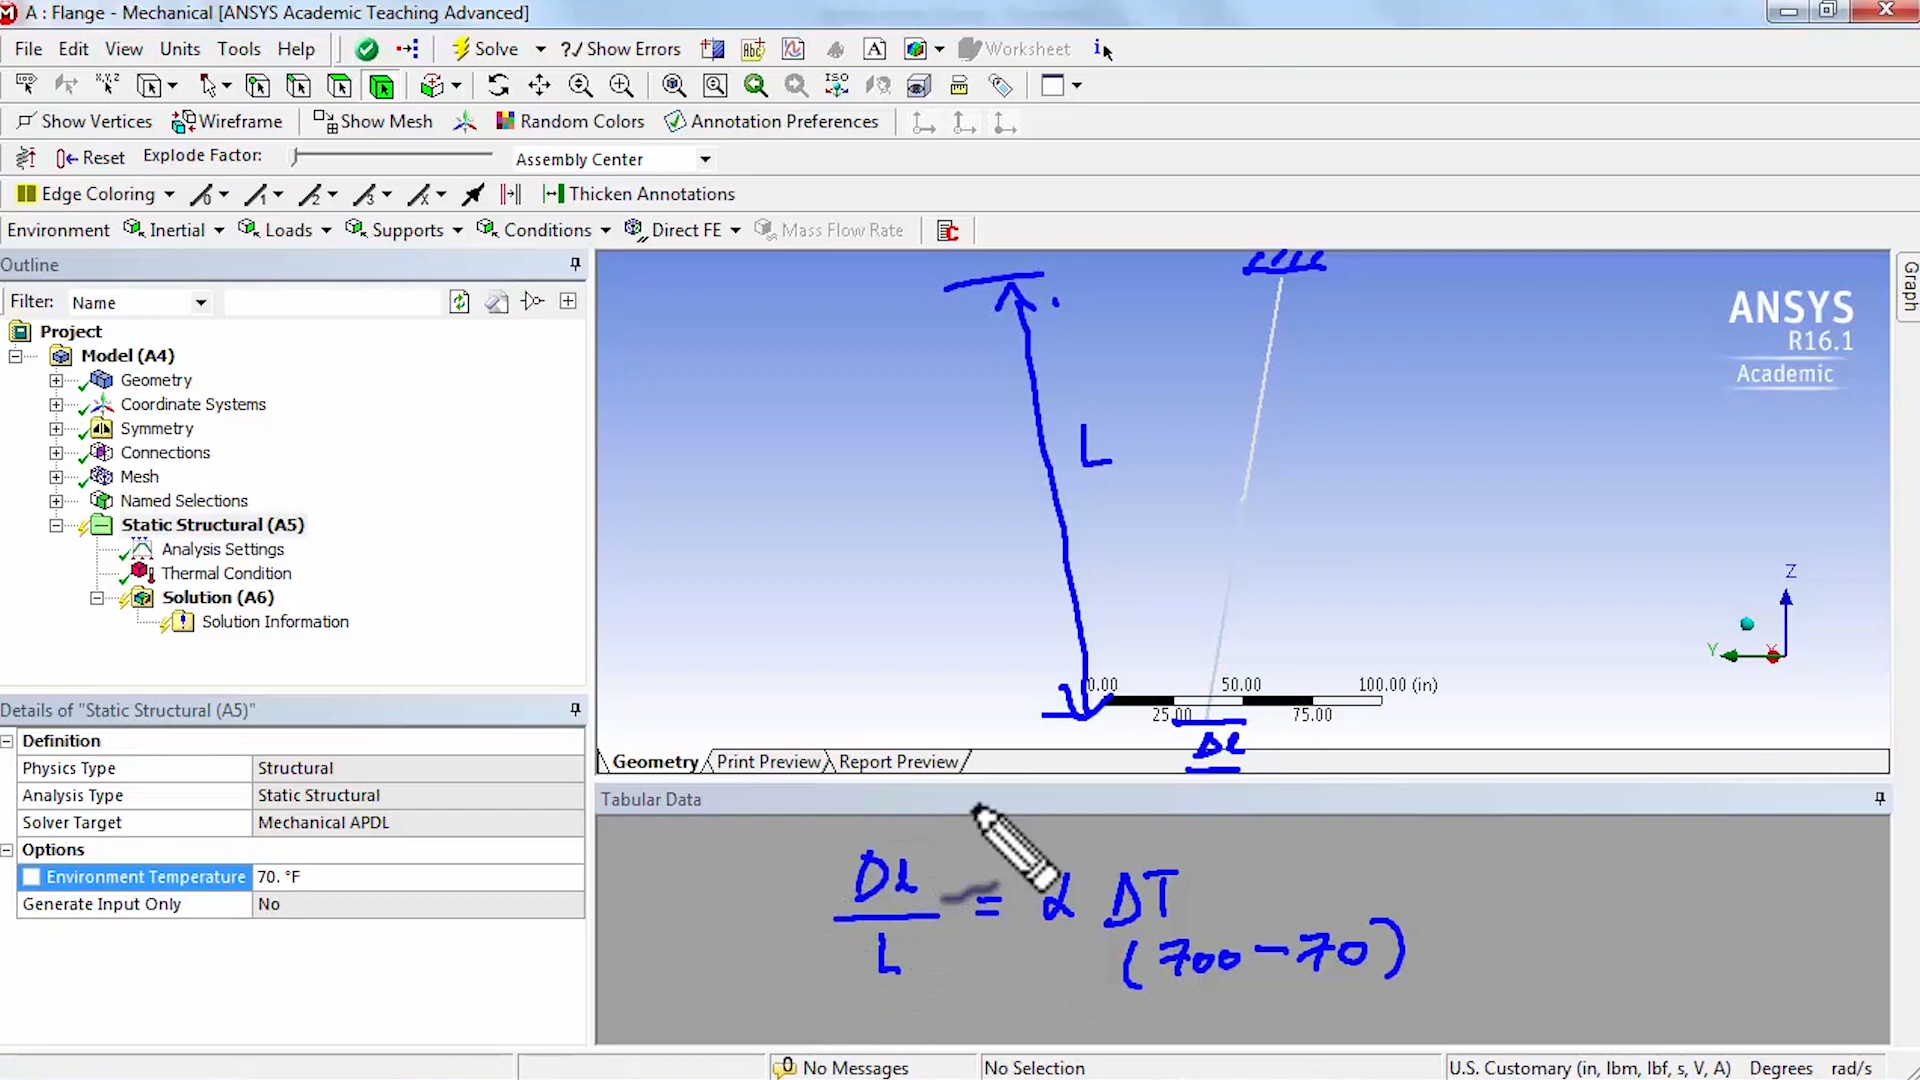 A : Flange - Mechanical [ANSYS Academic Teaching Advanced]
File Edit View Units Tools Help Solve ?/ Show Errors Worksheet
Show Vertices Wireframe Show Mesh Random Colors Annotation Preferences
Reset Explode Factor: Assembly Center
Edge Coloring Thicken Annotations
Environment Inertial Loads Supports Conditions Direct FE Mass Flow Rate
Outline
Filter: Name
Project
Model (A4)
Geometry
Coordinate Systems
Symmetry
Connections
Mesh
Named Selections
Static Structural (A5)
Analysis Settings
Thermal Condition
Solution (A6)
Solution Information
Details of "Static Structural (A5)"
Definition
Physics Type Structural
Analysis Type Static Structural
Solver Target Mechanical APDL
Options
Environment Temperature 70. °F
Generate Input Only No
ANSYS
R16.1
Academic
Graph
L
Z
Y X
0.00 50.00 100.00 (in)
25.00 75.00
Δl
Geometry Print Preview Report Preview
Tabular Data
Δl = α ΔT
L (700-70)
No Messages No Selection U.S. Customary (in, lbm, lbf, s, V, A) Degrees rad/s